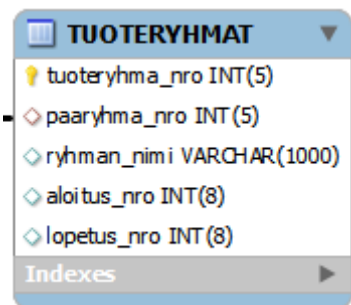 TUOTERYHMAT
tuoteryhma_nro INT(5)
paaryhma_nro INT(5)
ryhman_nimi VARCHAR(1000)
aloitus_nro INT(8)
lopetus_nro INT(8)
Indexes